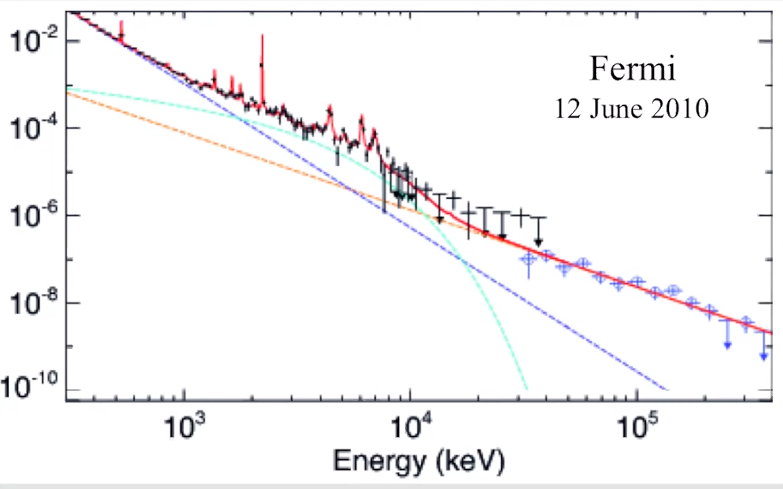 10⁻²
Fermi
12 June 2010
10⁻⁴
10⁻⁶
10⁻⁸
10⁻¹⁰
10³ 10⁴ 10⁵
Energy (keV)